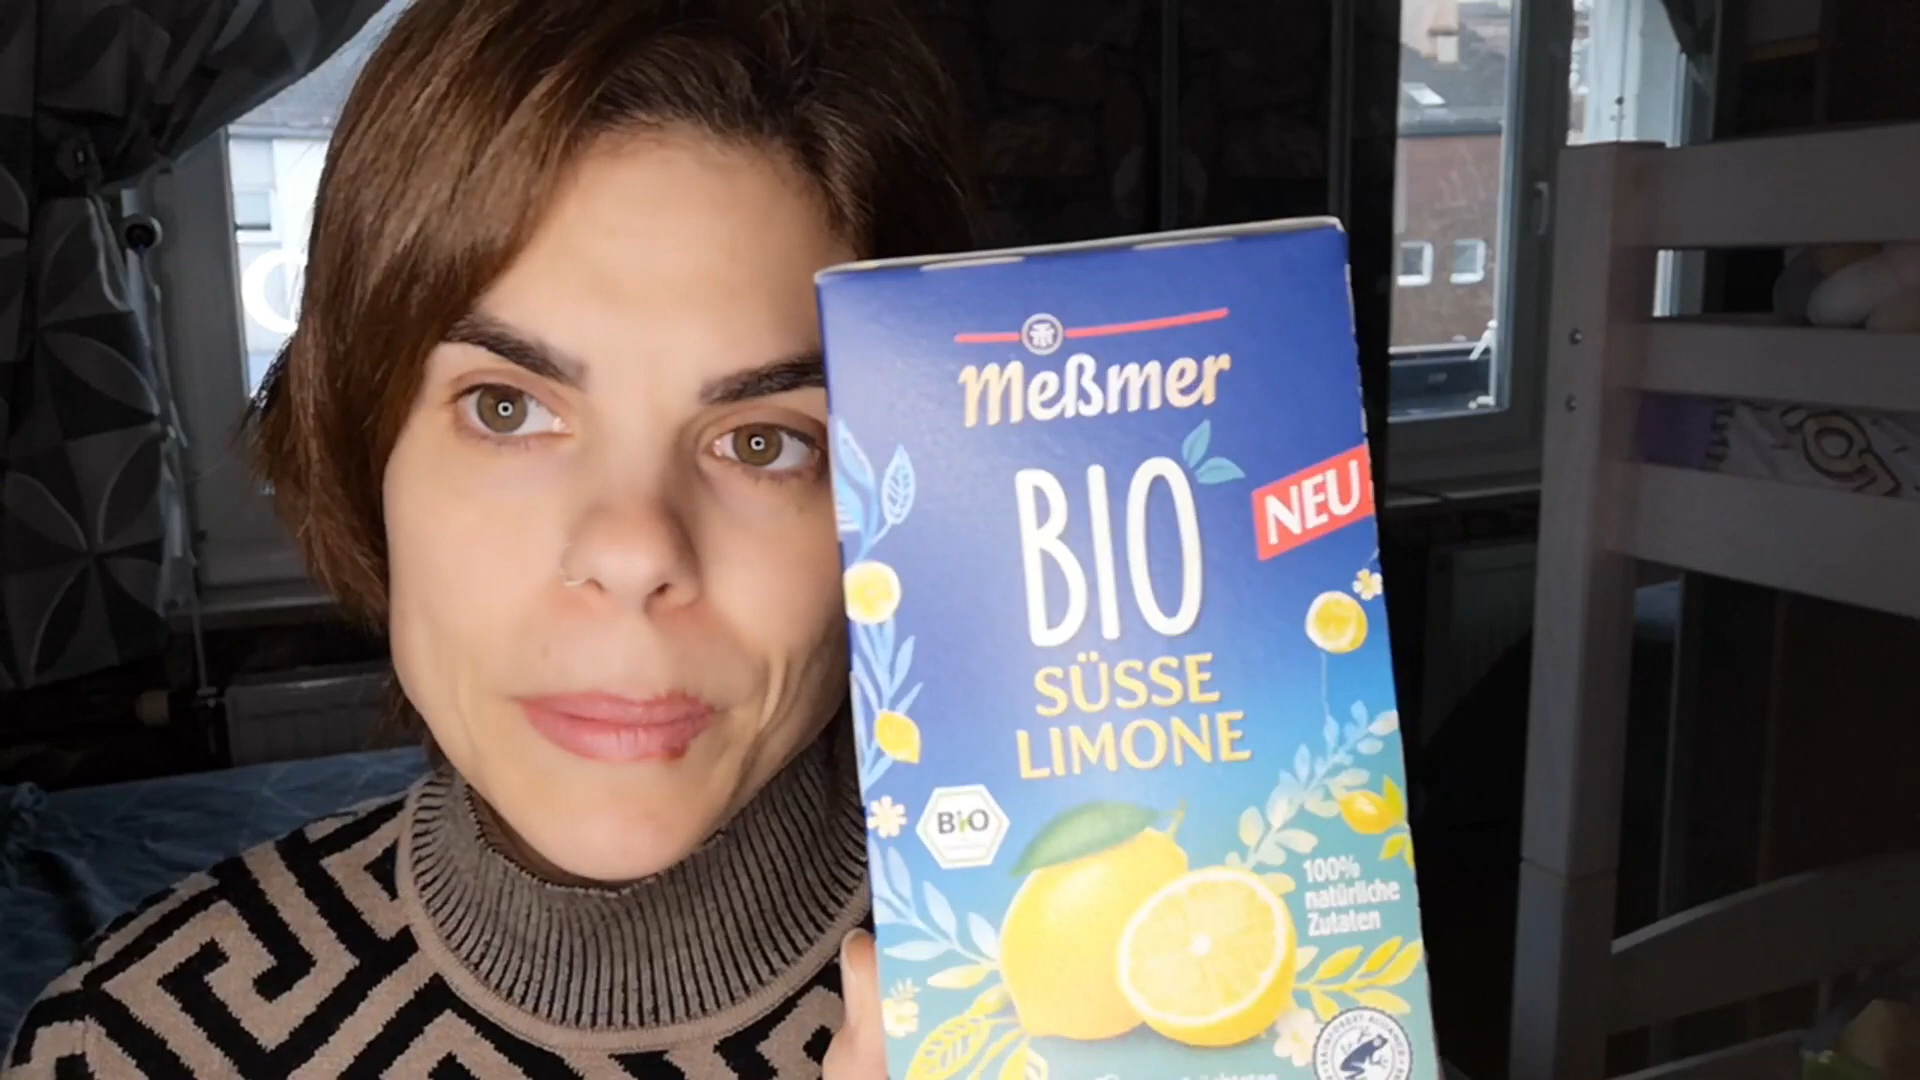 Meßmer
BIO
NEU
SÜSSE
LIMONE
BIO
100%
natürliche
Zutaten